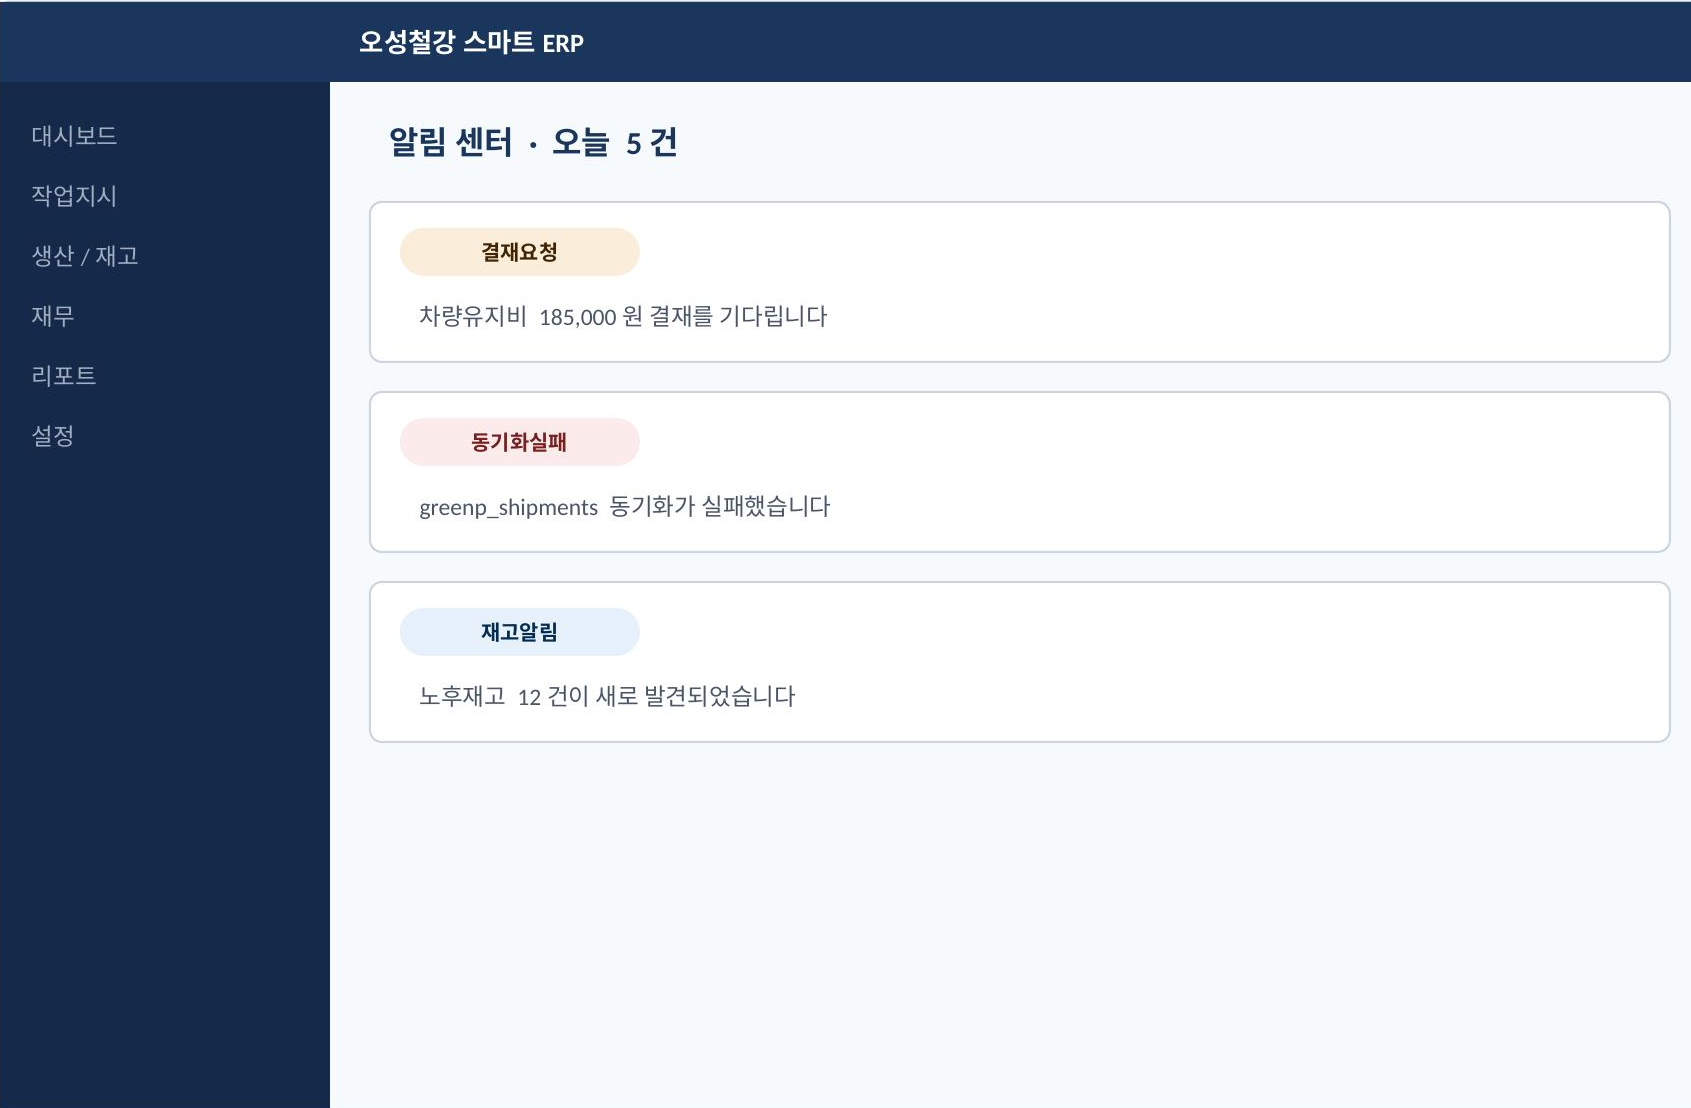 오성철강 스마트 ERP
대시보드
작업지시
생산 / 재고
재무
리포트
설정
알림 센터 · 오늘 5 건
결재요청
차량유지비 185,000 원 결재를 기다립니다
동기화실패
greenp_shipments 동기화가 실패했습니다
재고알림
노후재고 12 건이 새로 발견되었습니다